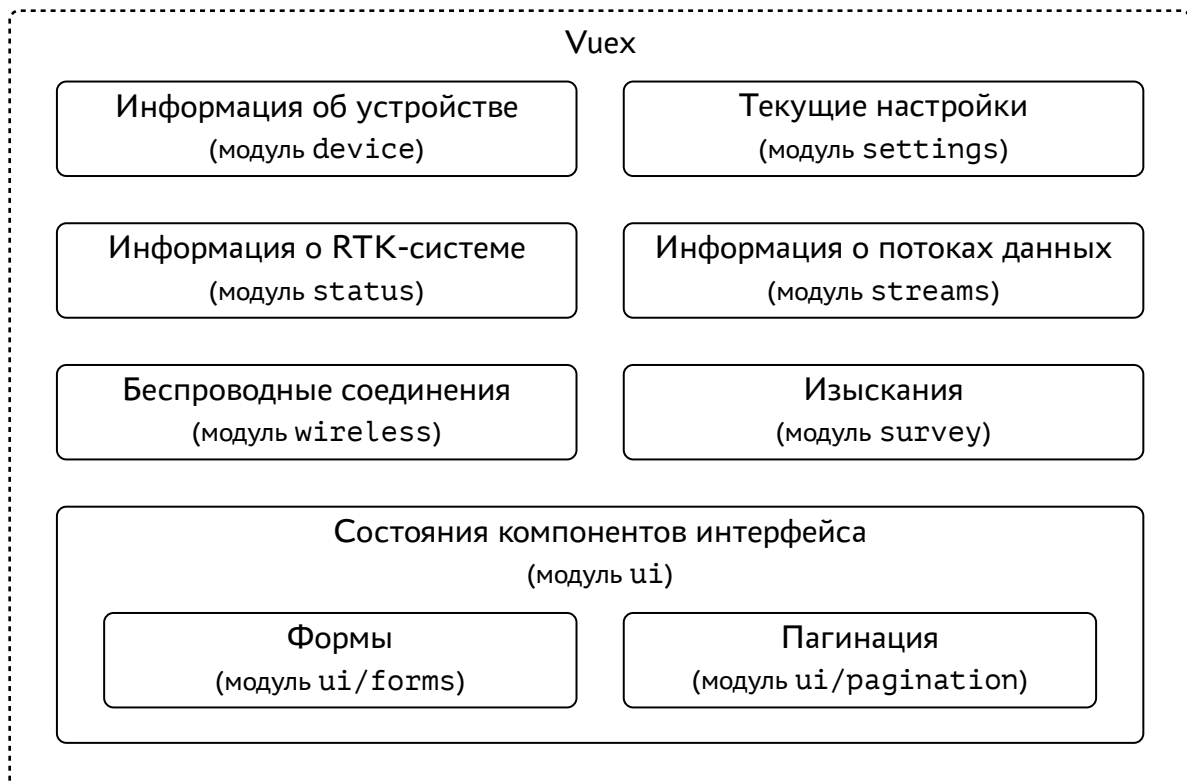 Vuex
Информация об устройстве
(модуль device)
Текущие настройки
(модуль settings)
Информация о RTK-системе
(модуль status)
Информация о потоках данных
(модуль streams)
Беспроводные соединения
(модуль wireless)
Изыскания
(модуль survey)
Состояния компонентов интерфейса
(модуль ui)
Формы
(модуль ui/forms)
Пагинация
(модуль ui/pagination)